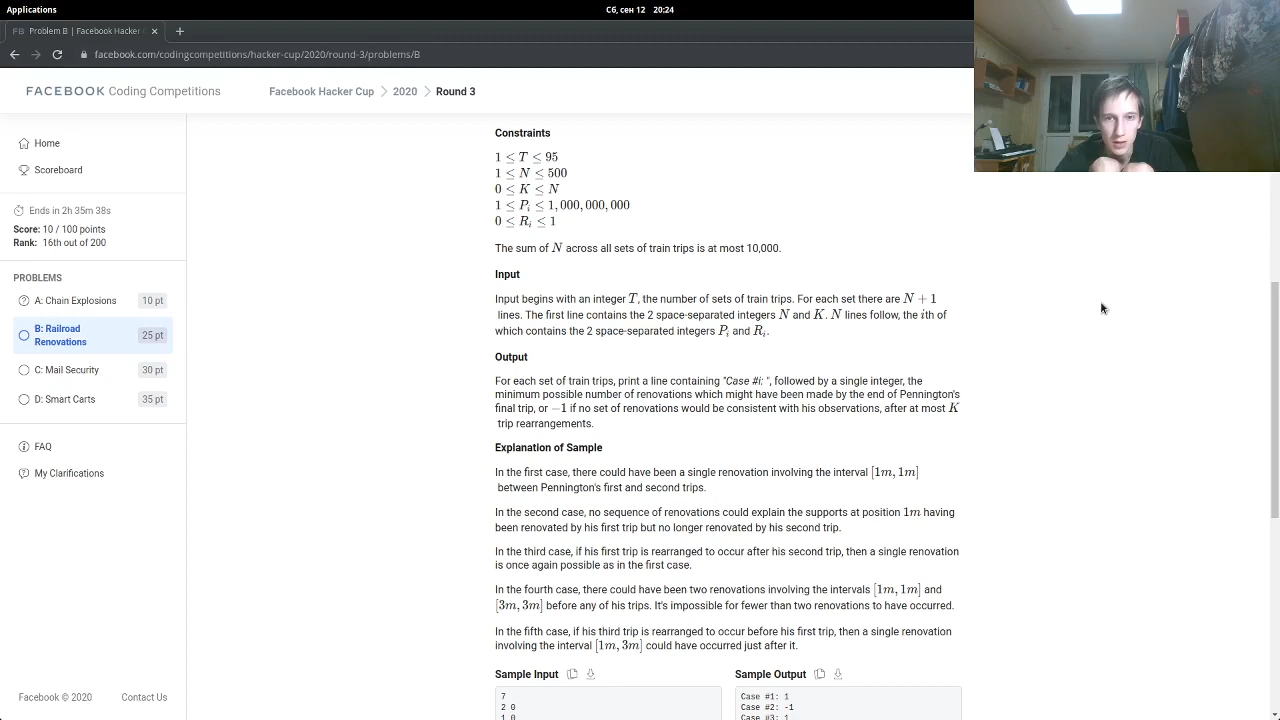 Applications
Сб, сен 12 20:24
FB Problem B | Facebook Hacker
facebook.com/codingcompetitions/hacker-cup/2020/round-3/problems/B
FACEBOOK Coding Competitions
Facebook Hacker Cup 2020 Round 3
Home
Scoreboard
Ends in 2h 35m 38s
Score: 10 / 100 points
Rank: 16th out of 200
PROBLEMS
A: Chain Explosions 10 pt
B: Railroad
Renovations
25 pt
C: Mail Security 30 pt
D: Smart Carts 35 pt
FAQ
My Clarifications
Facebook © 2020 Contact Us
Constraints
1 ≤ T ≤ 95
1 ≤ N ≤ 500
0 ≤ K ≤ N
1 ≤ P_i ≤ 1,000,000,000
0 ≤ R_i ≤ 1
The sum of N across all sets of train trips is at most 10,000.
Input
Input begins with an integer T, the number of sets of train trips. For each set there are N + 1
lines. The first line contains the 2 space-separated integers N and K. N lines follow, the ith of
which contains the 2 space-separated integers P_i and R_i.
Output
For each set of train trips, print a line containing "Case #i: ", followed by a single integer, the
minimum possible number of renovations which might have been made by the end of Pennington's
final trip, or −1 if no set of renovations would be consistent with his observations, after at most K
trip rearrangements.
Explanation of Sample
In the first case, there could have been a single renovation involving the interval [1m, 1m]
between Pennington's first and second trips.
In the second case, no sequence of renovations could explain the supports at position 1m having
been renovated by his first trip but no longer renovated by his second trip.
In the third case, if his first trip is rearranged to occur after his second trip, then a single renovation
is once again possible as in the first case.
In the fourth case, there could have been two renovations involving the intervals [1m, 1m] and
[3m, 3m] before any of his trips. It's impossible for fewer than two renovations to have occurred.
In the fifth case, if his third trip is rearranged to occur before his first trip, then a single renovation
involving the interval [1m, 3m] could have occurred just after it.
Sample Input
7
2 0
1 0
Sample Output
Case #1: 1
Case #2: -1
Case #3: 1